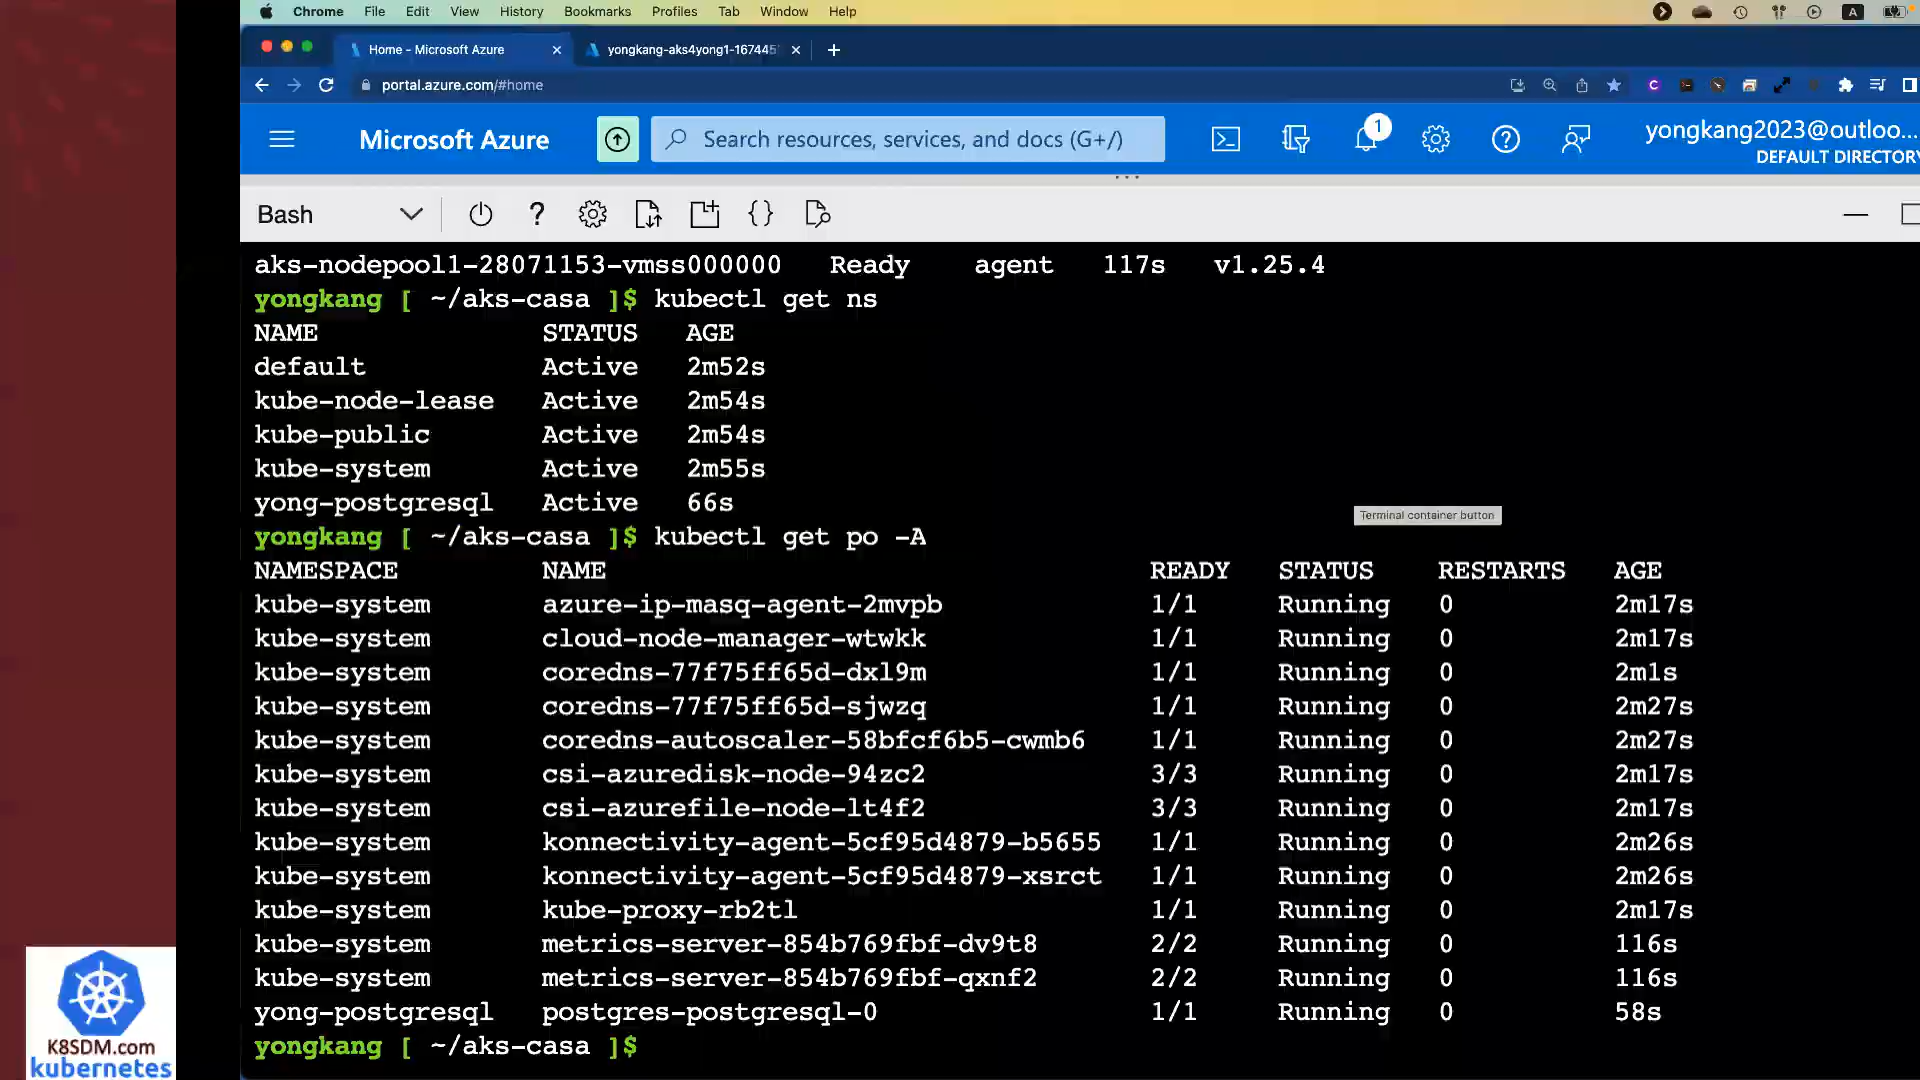 Chrome File Edit View History Bookmarks Profiles Tab Window Help A
Home - Microsoft Azure
yongkang-aks4yong1-167445
portal.azure.com/#home
Microsoft Azure
Search resources, services, and docs (G+/)
1
yongkang2023@outloo...
DEFAULT DIRECTORY
Bash
aks-nodepool1-28071153-vmss000000 Ready agent 117s v1.25.4
yongkang [ ~/aks-casa ]$ kubectl get ns
NAME STATUS AGE
default Active 2m52s
kube-node-lease Active 2m54s
kube-public Active 2m54s
kube-system Active 2m55s
yong-postgresql Active 66s
Terminal container button
yongkang [ ~/aks-casa ]$ kubectl get po -A
NAMESPACE NAME READY STATUS RESTARTS AGE
kube-system azure-ip-masq-agent-2mvpb 1/1 Running 0 2m17s
kube-system cloud-node-manager-wtwkk 1/1 Running 0 2m17s
kube-system coredns-77f75ff65d-dxl9m 1/1 Running 0 2m1s
kube-system coredns-77f75ff65d-sjwzq 1/1 Running 0 2m27s
kube-system coredns-autoscaler-58bfcf6b5-cwmb6 1/1 Running 0 2m27s
kube-system csi-azuredisk-node-94zc2 3/3 Running 0 2m17s
kube-system csi-azurefile-node-lt4f2 3/3 Running 0 2m17s
kube-system konnectivity-agent-5cf95d4879-b5655 1/1 Running 0 2m26s
kube-system konnectivity-agent-5cf95d4879-xsrct 1/1 Running 0 2m26s
kube-system kube-proxy-rb2tl 1/1 Running 0 2m17s
kube-system metrics-server-854b769fbf-dv9t8 2/2 Running 0 116s
kube-system metrics-server-854b769fbf-qxnf2 2/2 Running 0 116s
yong-postgresql postgres-postgresql-0 1/1 Running 0 58s
yongkang [ ~/aks-casa ]$
K8SDM.com
kubernetes